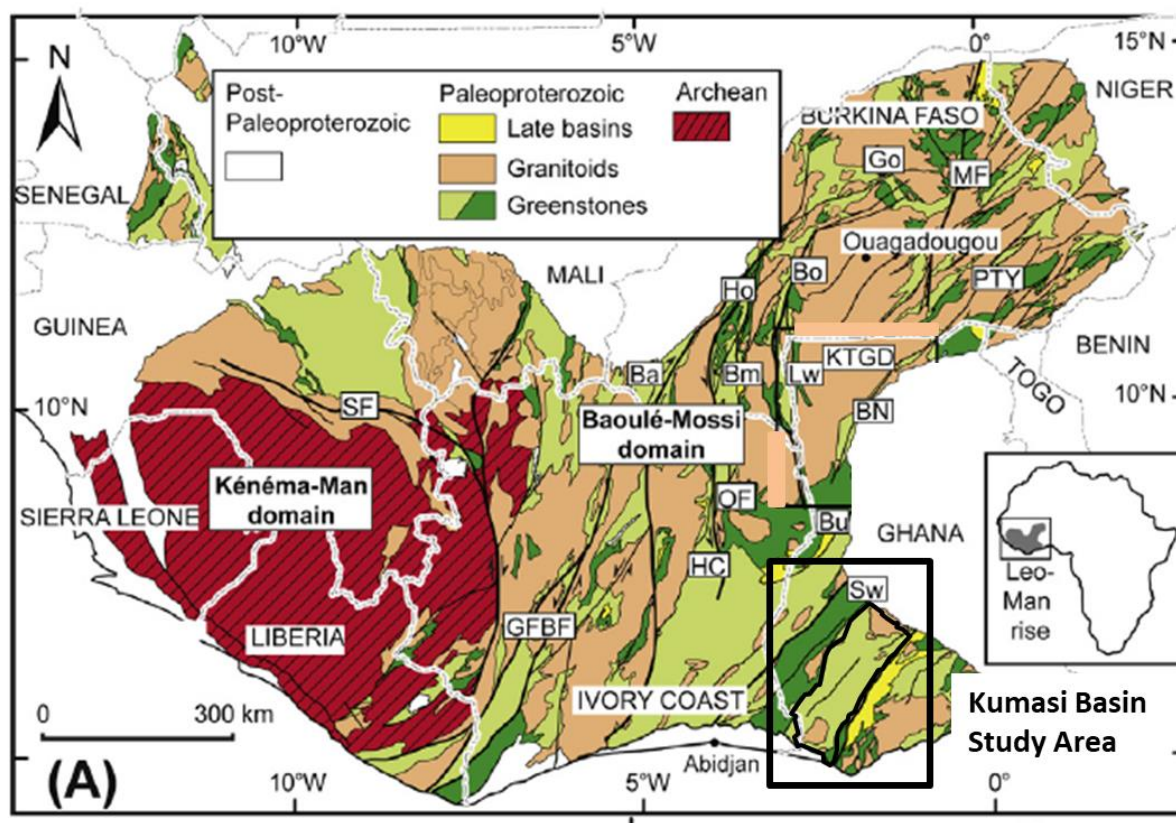 10°W
5°W
0°
15°N
N
Post-
Paleoproterozoic
Paleoproterozoic
Late basins
Granitoids
Greenstones
Archean
NIGER
BURKINA FASO
Go
MF
SENEGAL
Ouagadougou
MALI
Bo
PTY
Ho
GUINEA
BENIN
KTGD
Ba
Bm
Lw
TOGO
10°N
SF
BN
10°N
Baoulé-Mossi
domain
Kénéma-Man
domain
SIERRA LEONE
OF
Bu
GHANA
HC
Sw
Leo-
Man
rise
LIBERIA
GFBF
IVORY COAST
0
300 km
Kumasi Basin
Study Area
Abidjan
(A)
10°W
5°W
0°